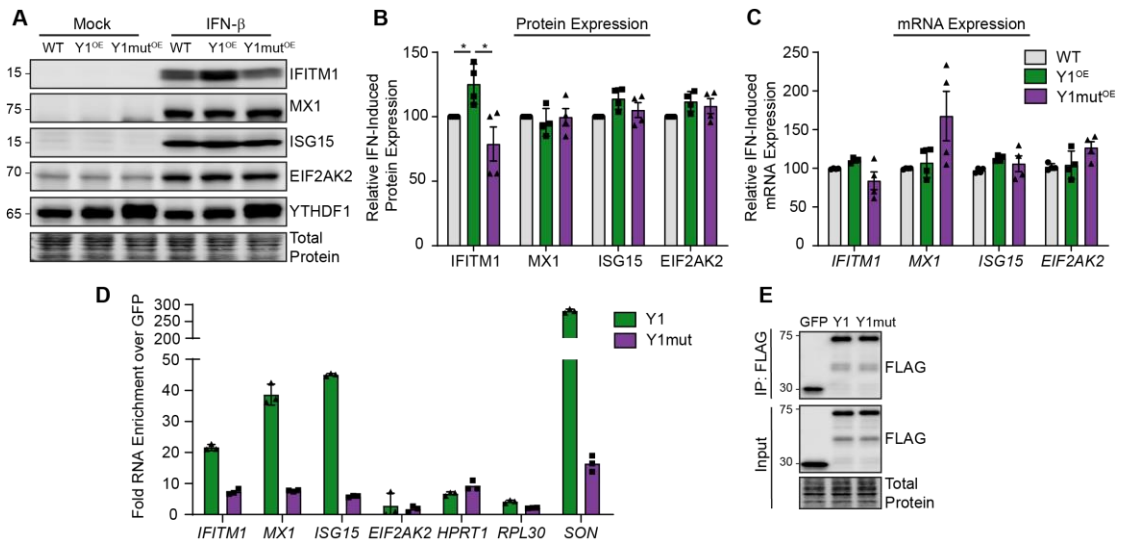 A
Mock IFN-β
WT Y1OE Y1mutOE WT Y1OE Y1mutOE
15 IFITM1
75 MX1
15 ISG15
70 EIF2AK2
65 YTHDF1
Total
Protein
B
Protein Expression
Relative IFN-Induced
Protein Expression
150
100
50
0
* *
IFITM1 MX1 ISG15 EIF2AK2
C
mRNA Expression
Relative IFN-Induced
mRNA Expression
250
200
150
100
50
0
WT
Y1OE
Y1mutOE
IFITM1 MX1 ISG15 EIF2AK2
D
Fold RNA Enrichment over GFP
300
250
200
50
40
30
20
10
0
Y1
Y1mut
IFITM1 MX1 ISG15 EIF2AK2 HPRT1 RPL30 SON
E
GFP Y1 Y1mut
IP: FLAG
75
30
FLAG
Input
75
30
FLAG
Total
Protein